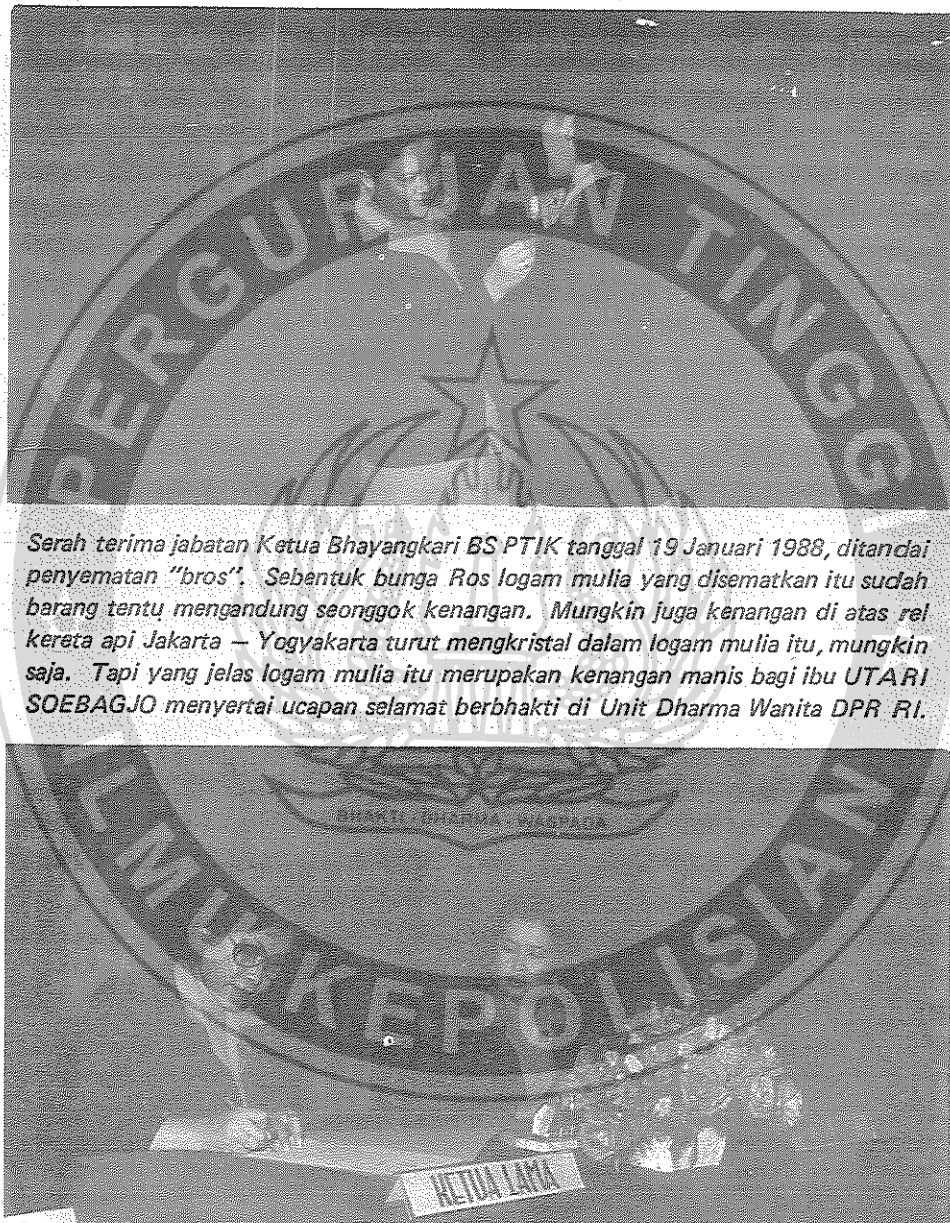 PERGURUAN TINGGI
Serah terima jabatan Ketua Bhayangkari BS PTIK tanggal 19 Januari 1988, ditandai
penyematan "bros". Sebentuk bunga Ros logam mulia yang disematkan itu sudah
barang tentu mengandung seonggok kenangan. Mungkin juga kenangan di atas rel
kereta api Jakarta — Yogyakarta turut mengkristal dalam logam mulia itu, mungkin
saja. Tapi yang jelas logam mulia itu merupakan kenangan manis bagi ibu UTARI
SOEBAGJO menyertai ucapan selamat berbhakti di Unit Dharma Wanita DPR RI.
BHAKTI - DHARMA - WASPADA
ILMU KEPOLISIAN
KETUA LAMA